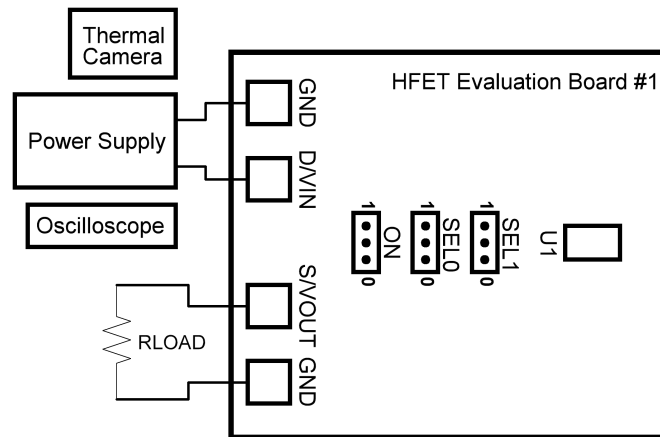 Thermal
Camera
Power Supply
Oscilloscope
RLOAD
HFET Evaluation Board #1
GND
D/VIN
S/VOUT
GND
1
ON
0
1
SEL0
0
1
SEL1
0
U1